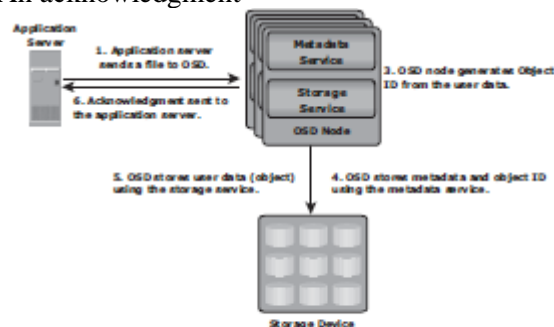 An acknowledgment
Application
Server
1. Application server
sends a file to OSD.
6. Acknowledgment sent to
the application server.
Metadata
Service
Storage
Service
OSD Node
3. OSD node generates Object
ID from the user data.
5. OSD stores user data (object)
using the storage service.
4. OSD stores metadata and object ID
using the metadata service.
Storage Device